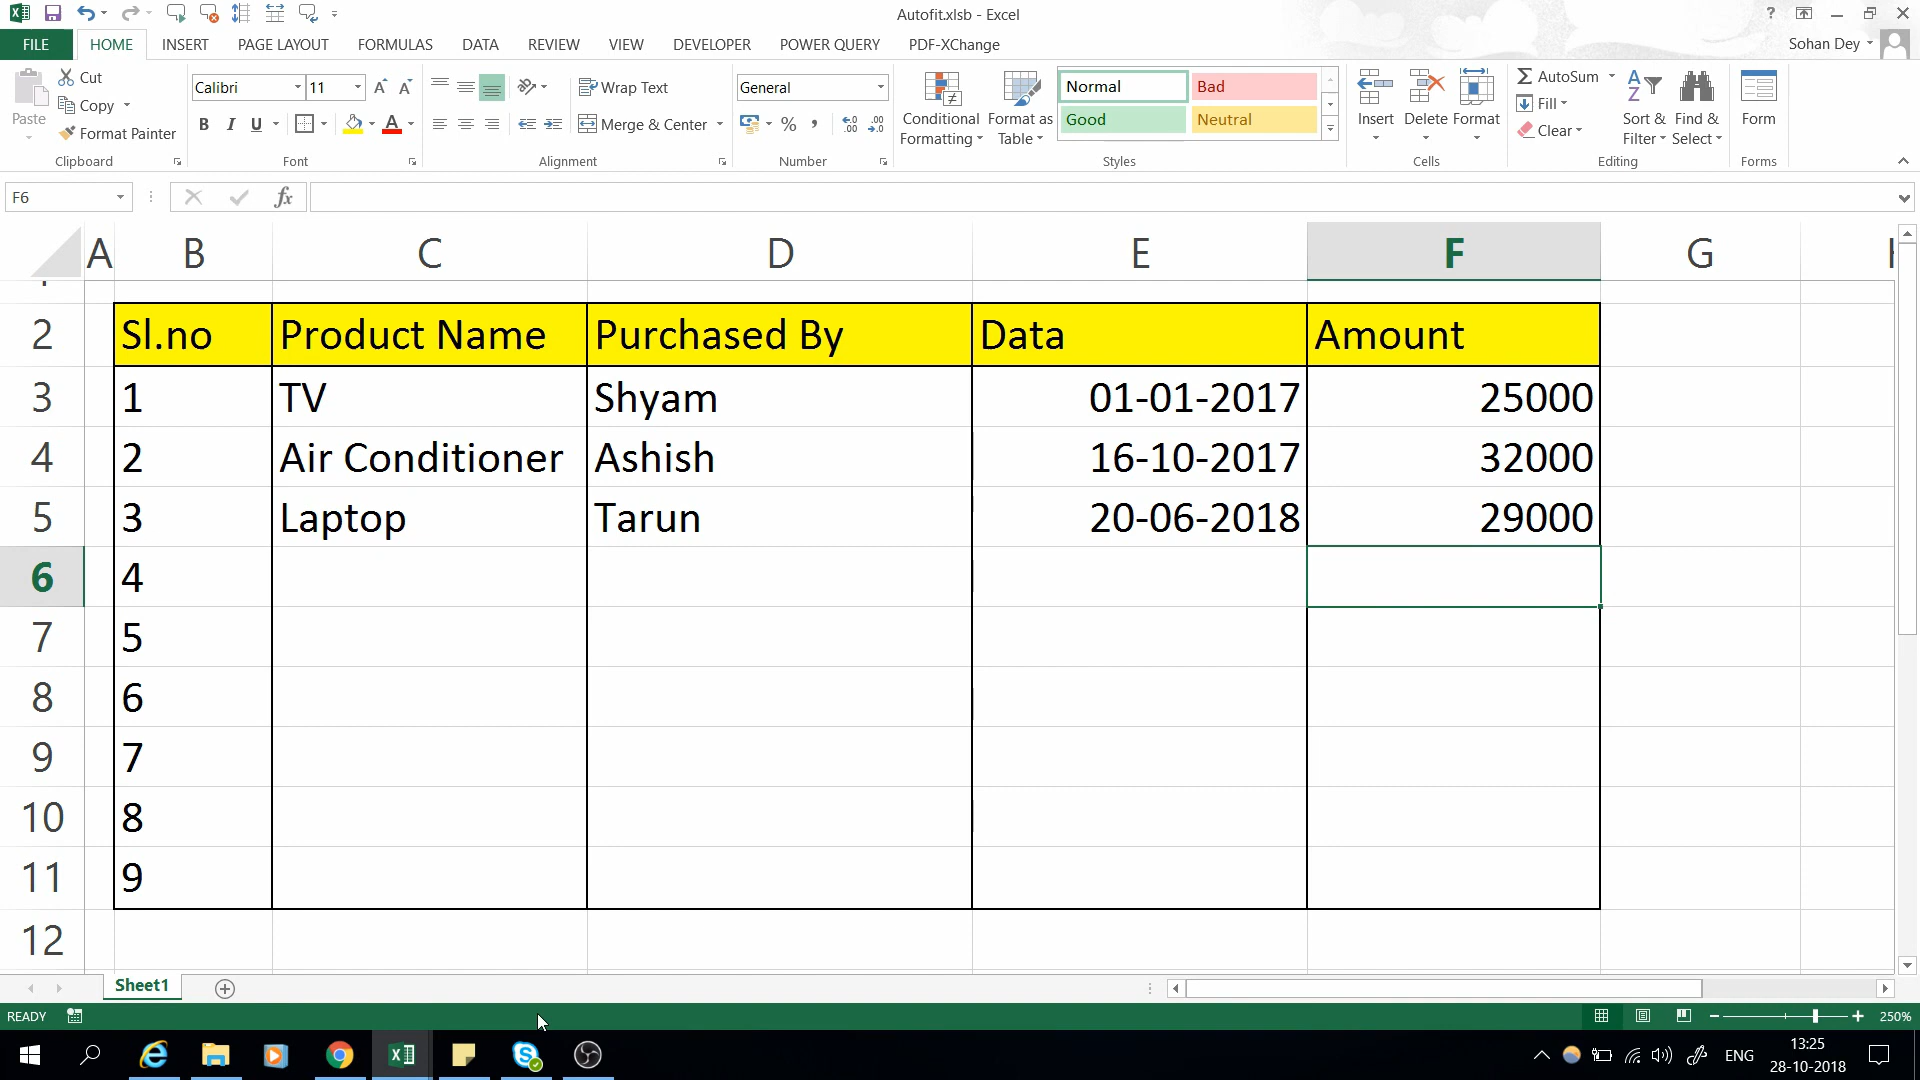 Autofit.xlsb - Excel
?
FILE HOME INSERT PAGE LAYOUT FORMULAS DATA REVIEW VIEW DEVELOPER POWER QUERY PDF-XChange Sohan Dey
Paste
Cut
Copy
Format Painter
Clipboard
Calibri 11
B I U
Font
Wrap Text
Merge & Center
Alignment
General
%
Number
Conditional Formatting
Format as Table
Normal Bad
Good Neutral
Styles
Insert Delete Format
Cells
AutoSum
Fill
Clear
Sort & Filter
Find & Select
Editing
Form
Forms
F6 fx
A B C D E F G
2 Sl.no Product Name Purchased By Data Amount
3 1 TV Shyam 01-01-2017 25000
4 2 Air Conditioner Ashish 16-10-2017 32000
5 3 Laptop Tarun 20-06-2018 29000
6 4
7 5
8 6
9 7
10 8
11 9
12
Sheet1
READY 250%
ENG 13:25
28-10-2018